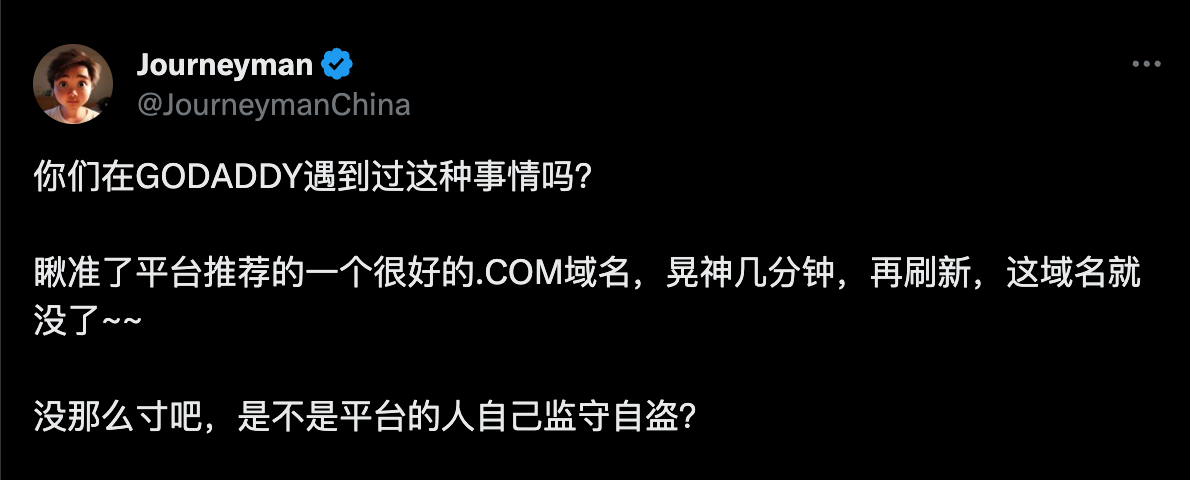 Journeyman
@JourneymanChina
你们在GODADDY遇到过这种事情吗?
瞅准了平台推荐的一个很好的.COM域名，晃神几分钟，再刷新，这域名就
没了~~
没那么寸吧，是不是平台的人自己监守自盗?